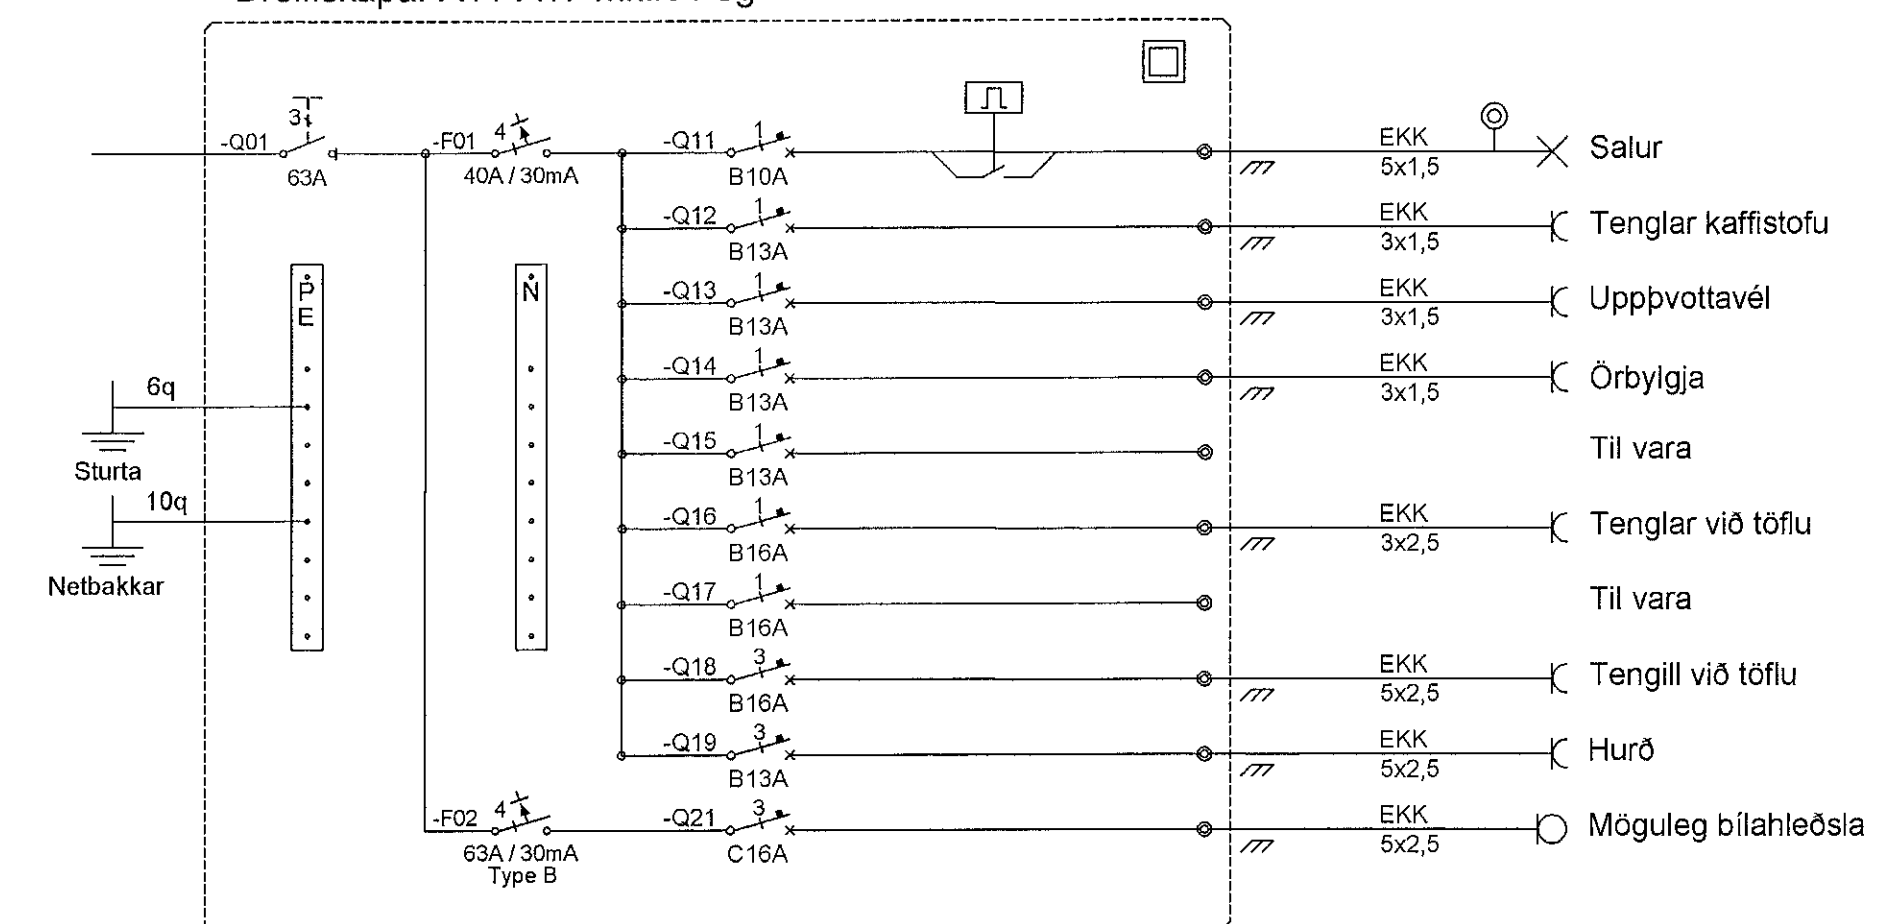 3
-Q01
63A
-F01
4
40A / 30mA
-Q11
1
B10A
EKK
5x1,5
Salur
-Q12
1
B13A
EKK
3x1,5
Tenglar kaffistofu
-Q13
1
B13A
EKK
3x1,5
Uppþvottavél
-Q14
1
B13A
EKK
3x1,5
Örbylgja
-Q15
1
B13A
Til vara
-Q16
1
B16A
EKK
3x2,5
Tenglar við töflu
-Q17
1
B16A
Til vara
-Q18
3
B16A
EKK
5x2,5
Tengill við töflu
-Q19
3
B13A
EKK
5x2,5
Hurð
-F02
4
63A / 30mA
Type B
-Q21
3
C16A
EKK
5x2,5
Möguleg bílahleðsla
P
E
N
6q
Sturta
10q
Netbakkar